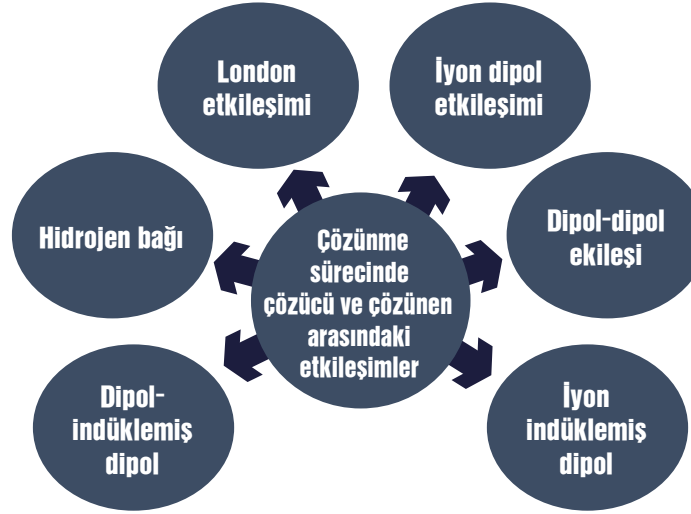 London
etkileşimi
İyon dipol
etkileşimi
Hidrojen bağı
Çözünme
sürecinde
çözücü ve çözünen
arasındaki
etkileşimler
Dipol-dipol
ekileşi
Dipol-
indüklemiş
dipol
İyon
indüklemiş
dipol